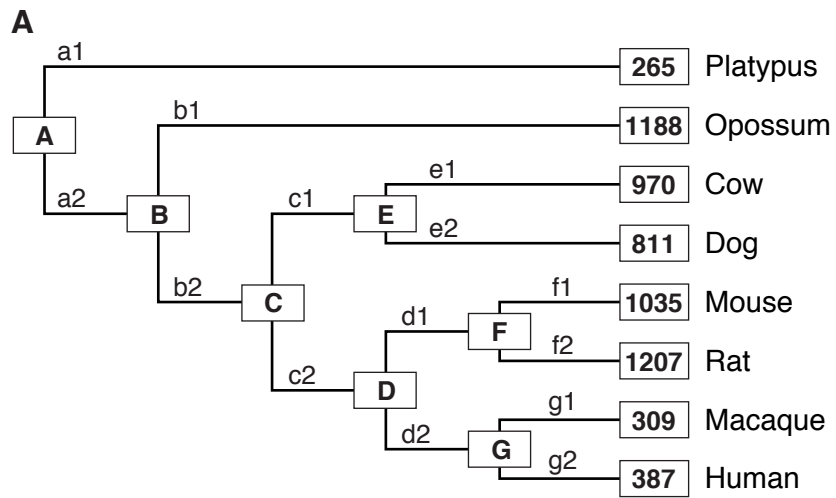 A
a1
265 Platypus
A
b1
1188 Opossum
a2
B
c1
e1
970 Cow
E
e2
811 Dog
b2
C
f1
1035 Mouse
d1
F
f2
1207 Rat
c2
D
g1
309 Macaque
d2
G
g2
387 Human